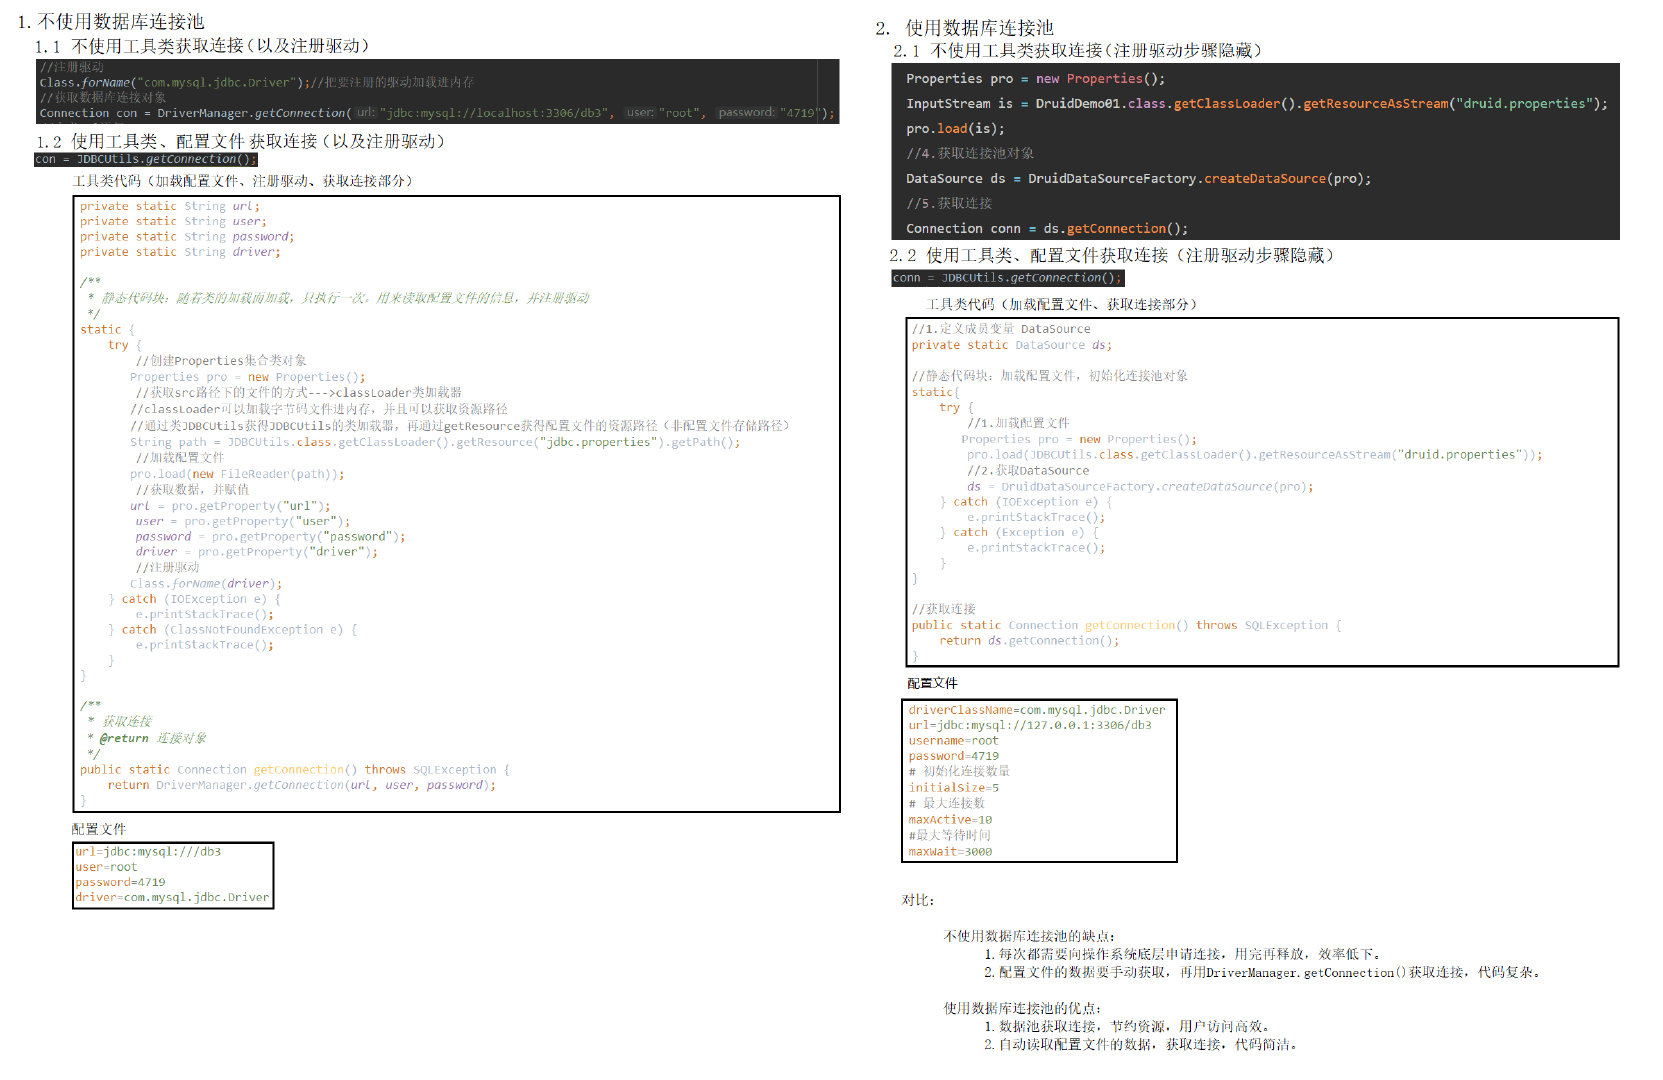 1.不使用数据库连接池
1.1 不使用工具类获取连接(以及注册驱动)
//注册驱动
Class.forName("com.mysql.jdbc.Driver");//把要注册的驱动加载进内存
//获取数据库连接对象
Connection con = DriverManager.getConnection( url: "jdbc:mysql://localhost:3306/db3", user: "root", password: "4719");
1.2 使用工具类、配置文件 获取连接(以及注册驱动)
con = JDBCUtils.getConnection();
工具类代码(加载配置文件、注册驱动、获取连接部分)
private static String url;
private static String user;
private static String password;
private static String driver;
/**
* 静态代码块：随着类的加载而加载，只执行一次。用来读取配置文件的信息，并注册驱动
*/
static {
try {
//创建Properties集合类对象
Properties pro = new Properties();
//获取src路径下的文件的方式--->classLoader类加载器
//classLoader可以加载字节码文件进内存，并且可以获取资源路径
//通过类JDBCUtils获得JDBCUtils的类加载器，再通过getResource获得配置文件的资源路径（非配置文件存储路径）
String path = JDBCUtils.class.getClassLoader().getResource("jdbc.properties").getPath();
//加载配置文件
pro.load(new FileReader(path));
//获取数据，并赋值
url = pro.getProperty("url");
user = pro.getProperty("user");
password = pro.getProperty("password");
driver = pro.getProperty("driver");
//注册驱动
Class.forName(driver);
} catch (IOException e) {
e.printStackTrace();
} catch (ClassNotFoundException e) {
e.printStackTrace();
}
}
/**
* 获取连接
* @return 连接对象
*/
public static Connection getConnection() throws SQLException {
return DriverManager.getConnection(url, user, password);
}
配置文件
url=jdbc:mysql:///db3
user=root
password=4719
driver=com.mysql.jdbc.Driver
2. 使用数据库连接池
2.1 不使用工具类获取连接(注册驱动步骤隐藏)
Properties pro = new Properties();
InputStream is = DruidDemo01.class.getClassLoader().getResourceAsStream("druid.properties");
pro.load(is);
//4.获取连接池对象
DataSource ds = DruidDataSourceFactory.createDataSource(pro);
//5.获取连接
Connection conn = ds.getConnection();
2.2 使用工具类、配置文件获取连接（注册驱动步骤隐藏）
conn = JDBCUtils.getConnection();
工具类代码（加载配置文件、获取连接部分）
//1.定义成员变量 DataSource
private static DataSource ds;
//静态代码块：加载配置文件，初始化连接池对象
static{
try {
//1.加载配置文件
Properties pro = new Properties();
pro.load(JDBCUtils.class.getClassLoader().getResourceAsStream("druid.properties"));
//2.获取DataSource
ds = DruidDataSourceFactory.createDataSource(pro);
} catch (IOException e) {
e.printStackTrace();
} catch (Exception e) {
e.printStackTrace();
}
}
//获取连接
public static Connection getConnection() throws SQLException {
return ds.getConnection();
}
配置文件
driverClassName=com.mysql.jdbc.Driver
url=jdbc:mysql://127.0.0.1:3306/db3
username=root
password=4719
# 初始化连接数量
initialSize=5
# 最大连接数
maxActive=10
#最大等待时间
maxWait=3000
对比：
不使用数据库连接池的缺点：
1.每次都需要向操作系统底层申请连接，用完再释放，效率低下。
2.配置文件的数据要手动获取，再用DriverManager.getConnection()获取连接，代码复杂。
使用数据库连接池的优点：
1.数据池获取连接，节约资源，用户访问高效。
2.自动读取配置文件的数据，获取连接，代码简洁。